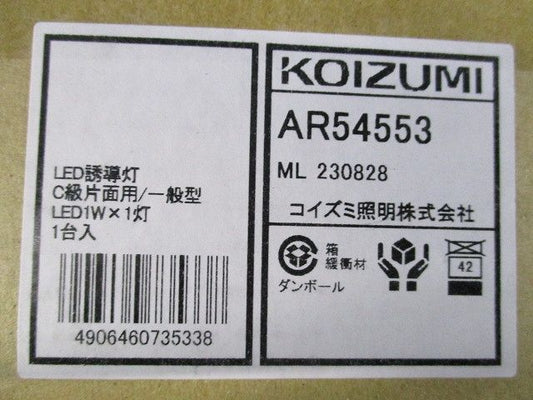 LED誘導灯
C級片面用/一般型
LED1W×1灯
1台入
4906460735338
KOIZUMI
AR54553
ML 230828
コイズミ照明株式会社
箱
緩衝材
ダンボール
42